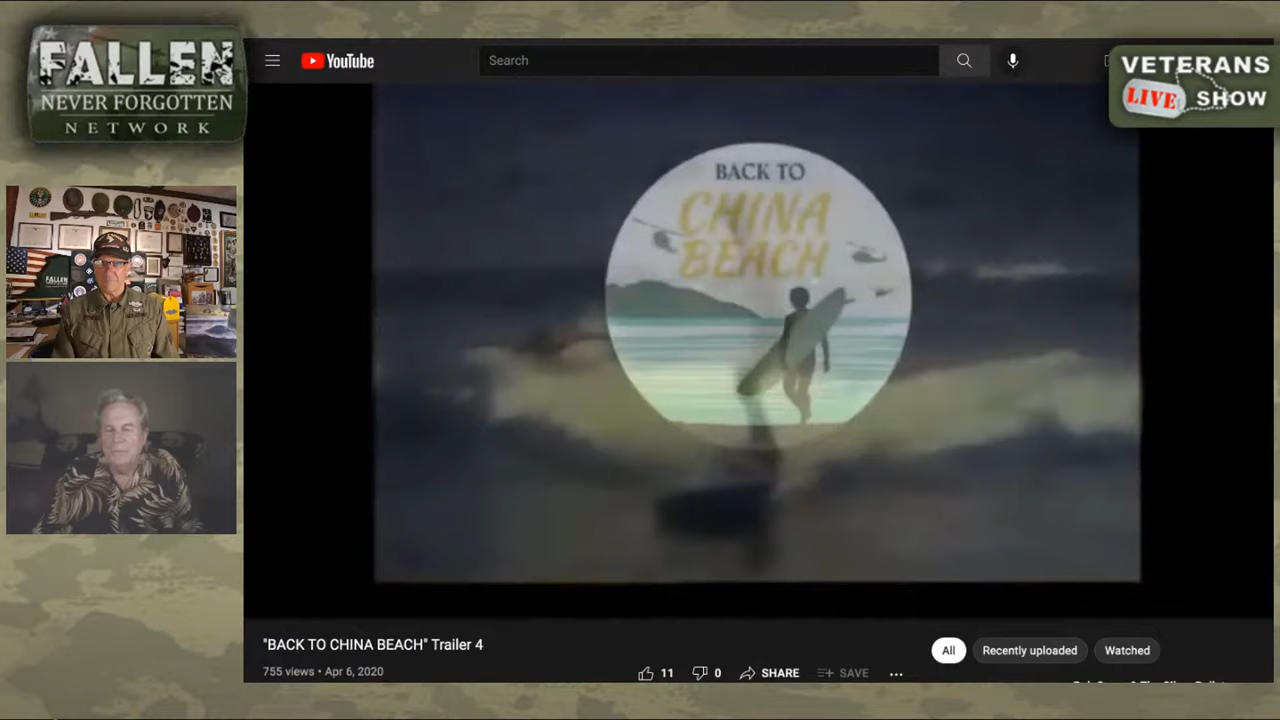 FALLEN
NEVER FORGOTTEN
NETWORK
YouTube
Search
VETERANS
LIVE SHOW
BACK TO
CHINA
BEACH
FALLEN
"BACK TO CHINA BEACH" Trailer 4
755 views • Apr 6, 2020
11
0
SHARE
SAVE
All
Recently uploaded
Watched